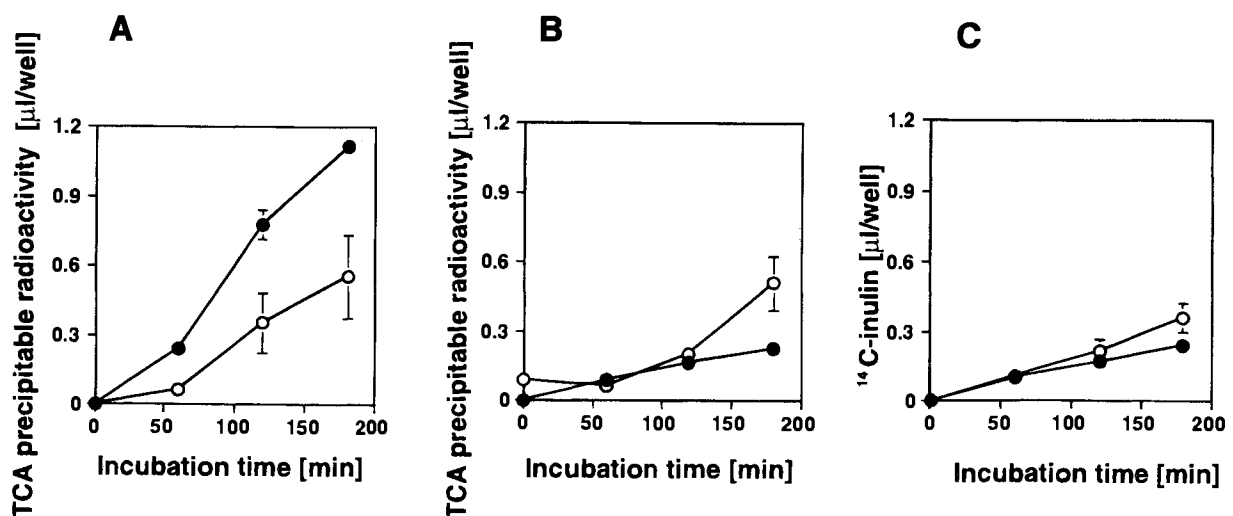 A
TCA precipitable radioactivity [µl/well]
1.2
0.9
0.6
0.3
0
0 50 100 150 200
Incubation time [min]
B
TCA precipitable radioactivity [µl/well]
1.2
0.9
0.6
0.3
0
0 50 100 150 200
Incubation time [min]
C
¹⁴C-inulin [µl/well]
1.2
0.9
0.6
0.3
0
0 50 100 150 200
Incubation time [min]